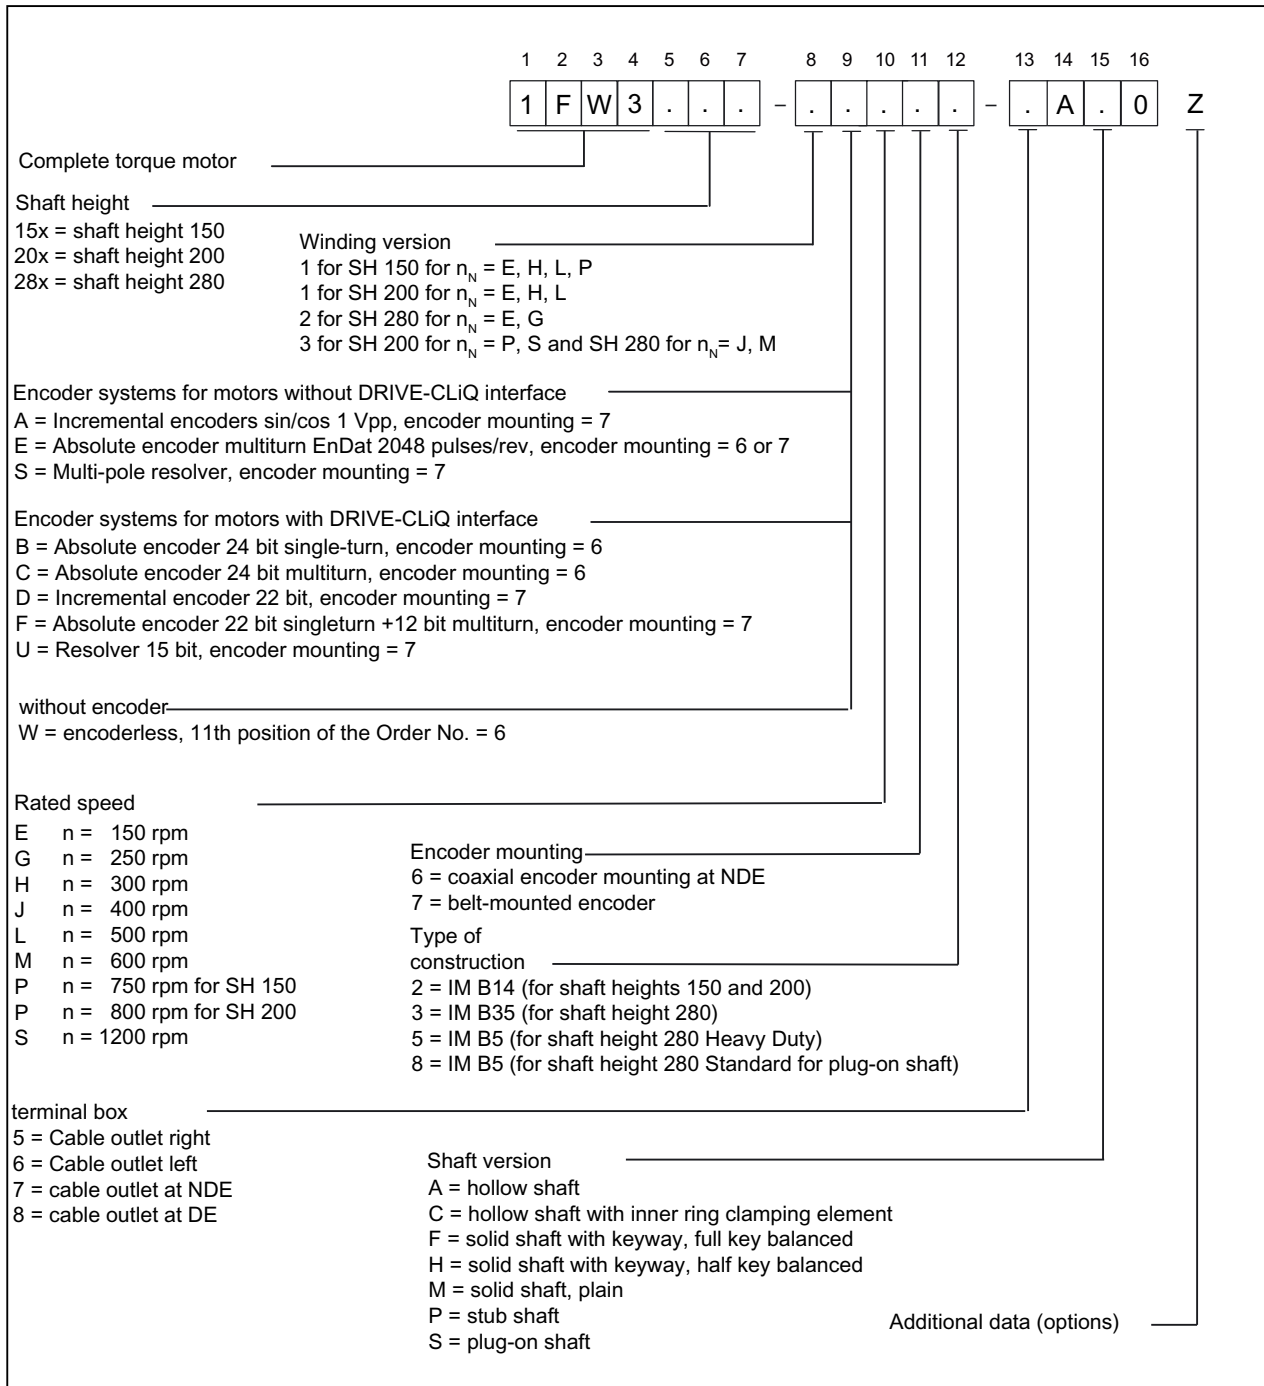 1 2 3 4 5 6 7 8 9 10 11 12 13 14 15 16
1 F W 3 . . . – . . . . . – . A . 0 Z
Complete torque motor
Shaft height
15x = shaft height 150
20x = shaft height 200
28x = shaft height 280
Winding version
1 for SH 150 for nN = E, H, L, P
1 for SH 200 for nN = E, H, L
2 for SH 280 for nN = E, G
3 for SH 200 for nN = P, S and SH 280 for nN= J, M
Encoder systems for motors without DRIVE-CLiQ interface
A = Incremental encoders sin/cos 1 Vpp, encoder mounting = 7
E = Absolute encoder multiturn EnDat 2048 pulses/rev, encoder mounting = 6 or 7
S = Multi-pole resolver, encoder mounting = 7
Encoder systems for motors with DRIVE-CLiQ interface
B = Absolute encoder 24 bit single-turn, encoder mounting = 6
C = Absolute encoder 24 bit multiturn, encoder mounting = 6
D = Incremental encoder 22 bit, encoder mounting = 7
F = Absolute encoder 22 bit singleturn +12 bit multiturn, encoder mounting = 7
U = Resolver 15 bit, encoder mounting = 7
without encoder
W = encoderless, 11th position of the Order No. = 6
Rated speed
E n = 150 rpm
G n = 250 rpm
H n = 300 rpm
J n = 400 rpm
L n = 500 rpm
M n = 600 rpm
P n = 750 rpm for SH 150
P n = 800 rpm for SH 200
S n = 1200 rpm
Encoder mounting
6 = coaxial encoder mounting at NDE
7 = belt-mounted encoder
Type of
construction
2 = IM B14 (for shaft heights 150 and 200)
3 = IM B35 (for shaft height 280)
5 = IM B5 (for shaft height 280 Heavy Duty)
8 = IM B5 (for shaft height 280 Standard for plug-on shaft)
terminal box
5 = Cable outlet right
6 = Cable outlet left
7 = cable outlet at NDE
8 = cable outlet at DE
Shaft version
A = hollow shaft
C = hollow shaft with inner ring clamping element
F = solid shaft with keyway, full key balanced
H = solid shaft with keyway, half key balanced
M = solid shaft, plain
P = stub shaft
S = plug-on shaft
Additional data (options)